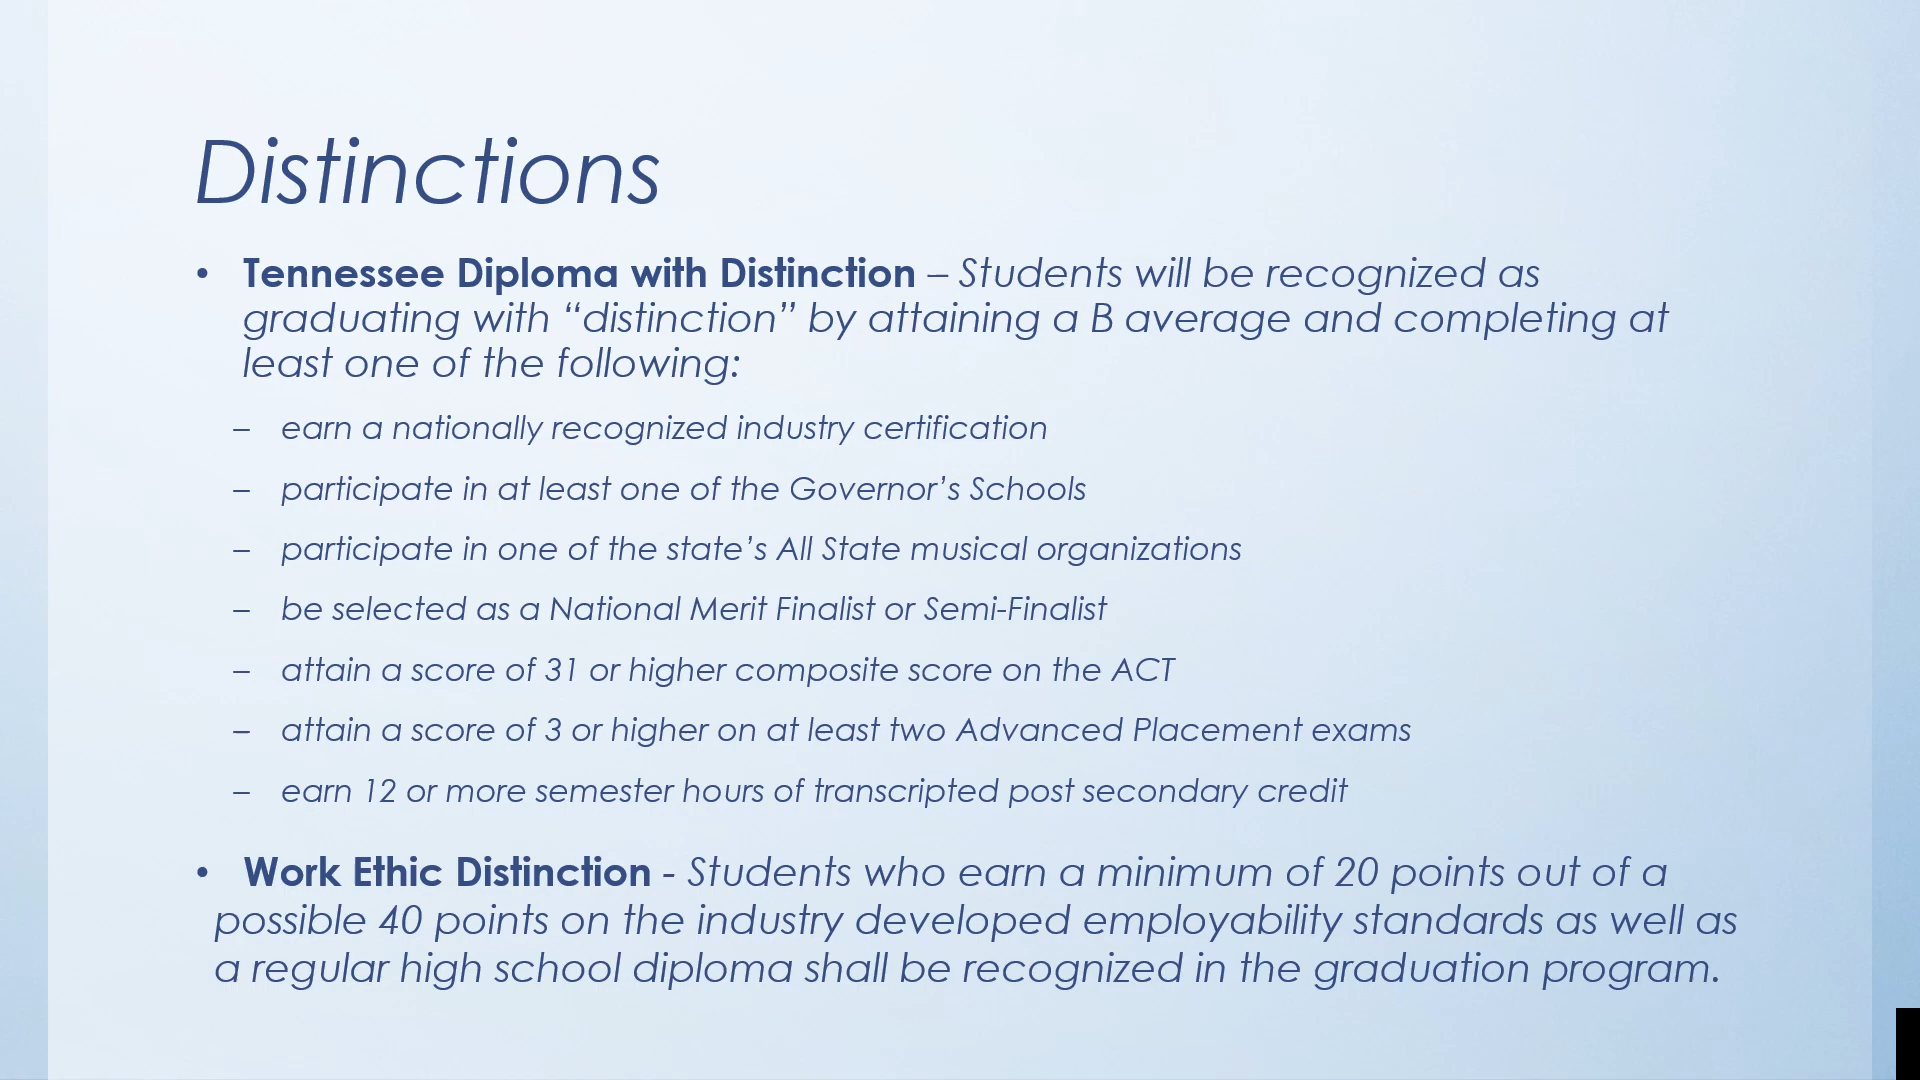 Distinctions
• Tennessee Diploma with Distinction – Students will be recognized as
graduating with “distinction” by attaining a B average and completing at
least one of the following:
– earn a nationally recognized industry certification
– participate in at least one of the Governor’s Schools
– participate in one of the state’s All State musical organizations
– be selected as a National Merit Finalist or Semi-Finalist
– attain a score of 31 or higher composite score on the ACT
– attain a score of 3 or higher on at least two Advanced Placement exams
– earn 12 or more semester hours of transcripted post secondary credit
• Work Ethic Distinction - Students who earn a minimum of 20 points out of a
possible 40 points on the industry developed employability standards as well as
a regular high school diploma shall be recognized in the graduation program.